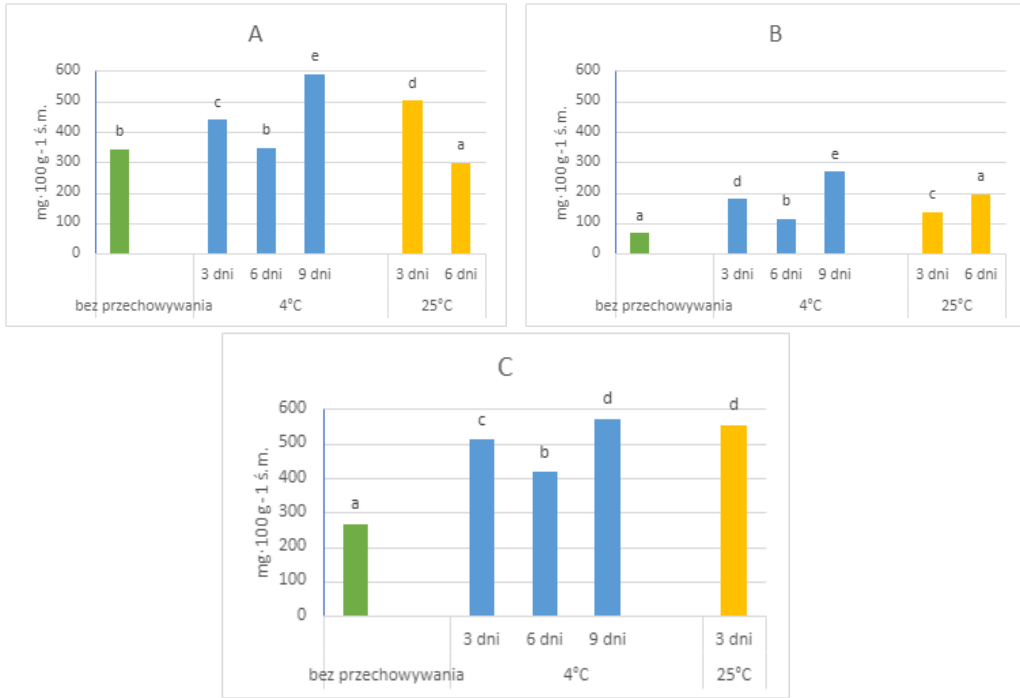 A
600
500
400
300
200
100
0
mg·100 g-1 ś.m.
b
c
b
e
d
a
3 dni 6 dni 9 dni 3 dni 6 dni
bez przechowywania 4°C 25°C
B
600
500
400
300
200
100
0
mg·100 g-1 ś.m.
a
d
b
e
c
a
3 dni 6 dni 9 dni 3 dni 6 dni
bez przechowywania 4°C 25°C
C
600
500
400
300
200
100
0
mg·100 g-1 ś.m.
a
c
b
d
d
3 dni 6 dni 9 dni 3 dni
bez przechowywania 4°C 25°C